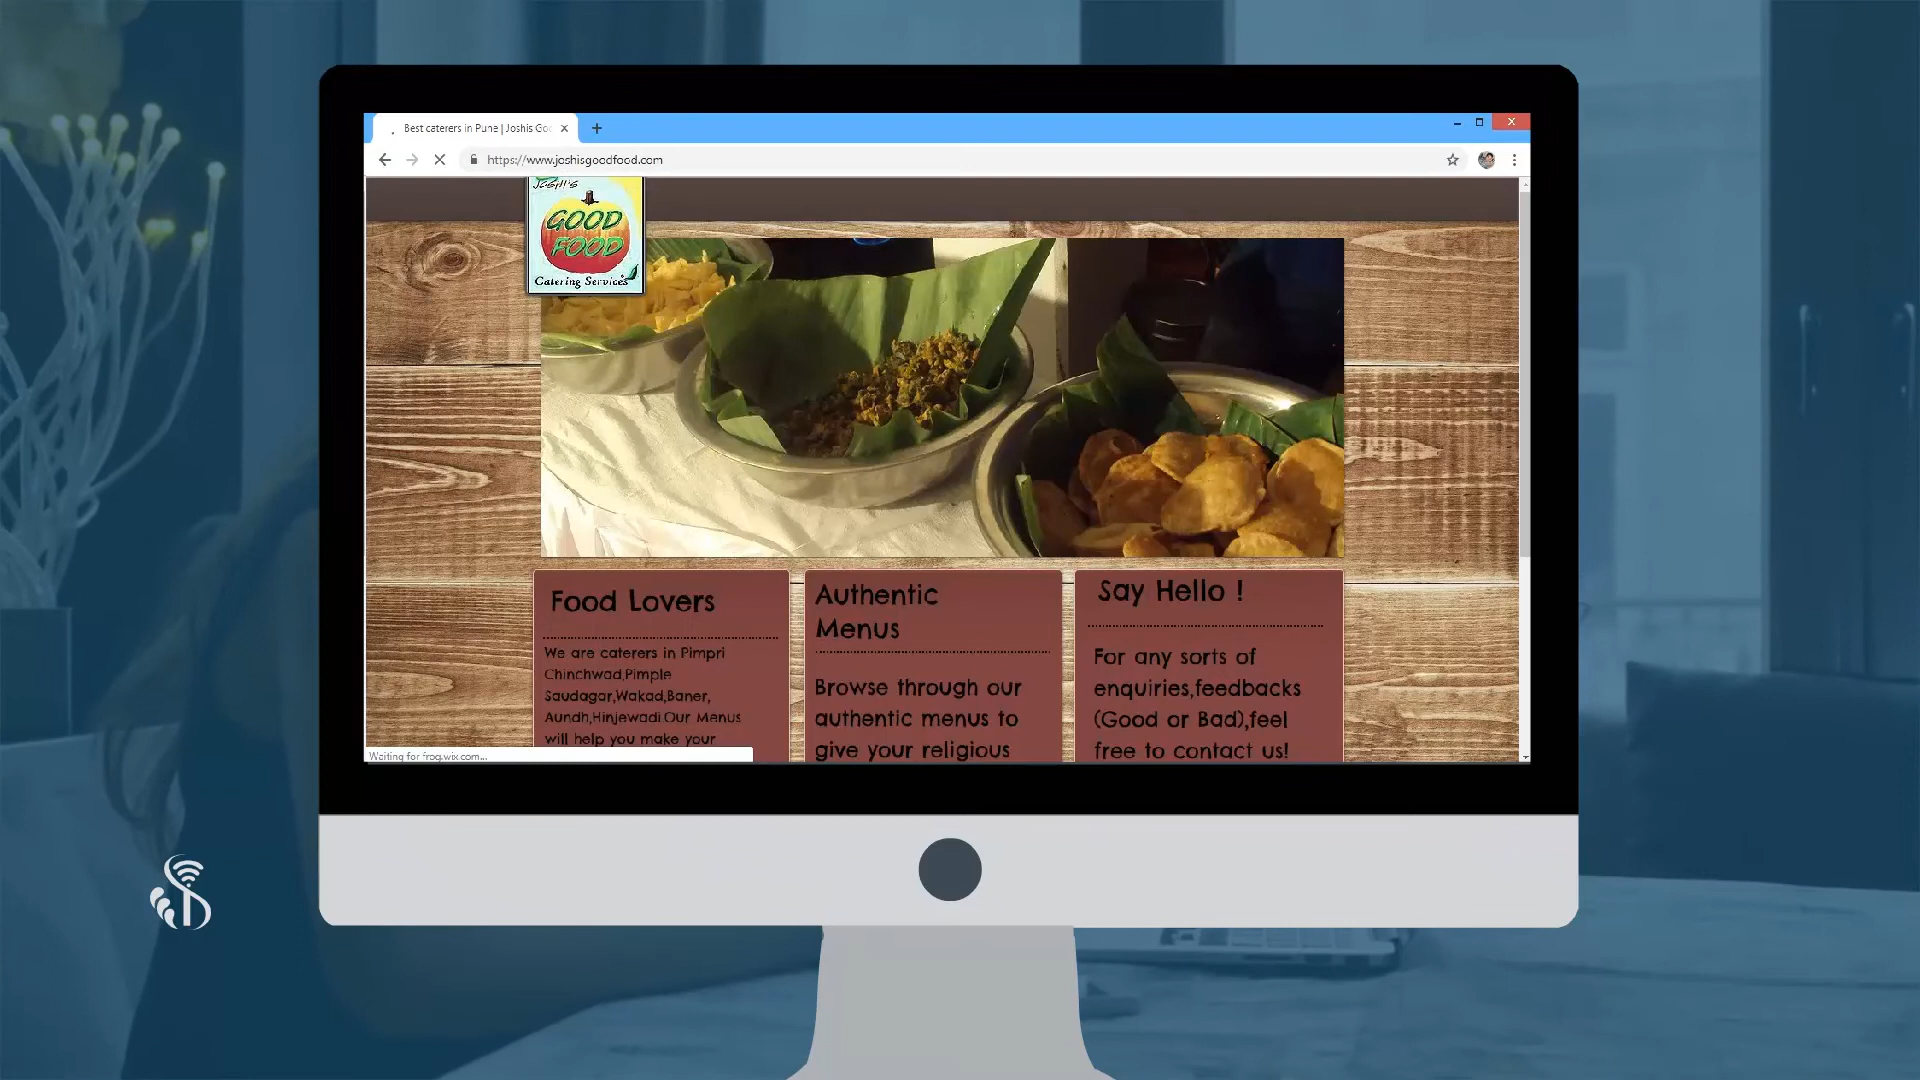 Best caterers in Pune | Joshis Goo
https://www.joshisgoodfood.com
Joshi's
GOOD
FOOD
Catering Services
Food Lovers
We are caterers in Pimpri
Chinchwad,Pimple
Saudagar,Wakad,Baner,
Aundh,Hinjewadi.Our Menus
will help you make your
Authentic
Menus
Browse through our
authentic menus to
give your religious
Say Hello !
For any sorts of
enquiries,feedbacks
(Good or Bad),feel
free to contact us!
Waiting for frog.wix.com...